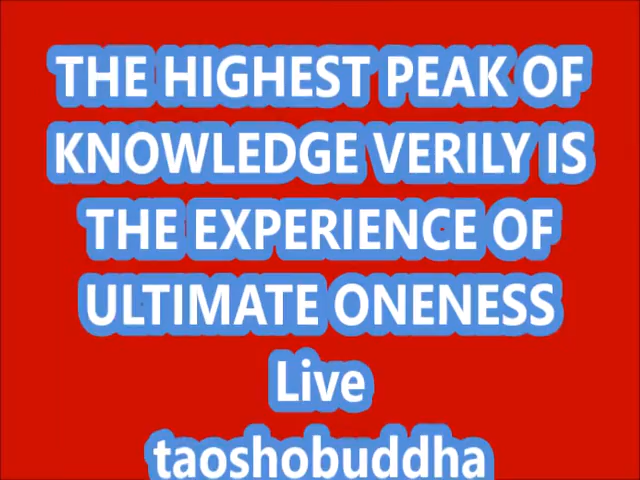 THE HIGHEST PEAK OF
KNOWLEDGE VERILY IS
THE EXPERIENCE OF
ULTIMATE ONENESS
Live
taoshobuddha